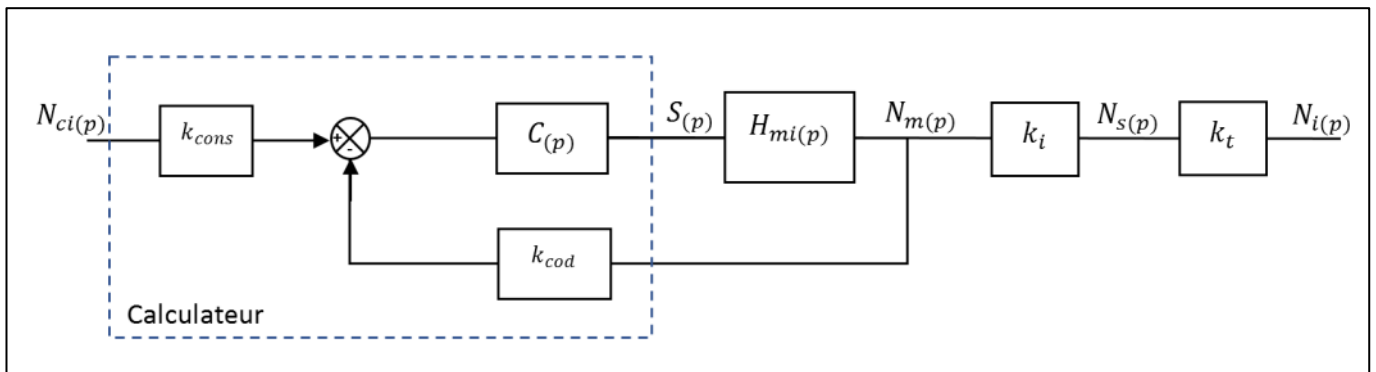 N_{ci(p)}
k_{cons}
+
-
C_{(p)}
S_{(p)}
H_{mi(p)}
N_{m(p)}
k_i
N_{s(p)}
k_t
N_{i(p)}
k_{cod}
Calculateur